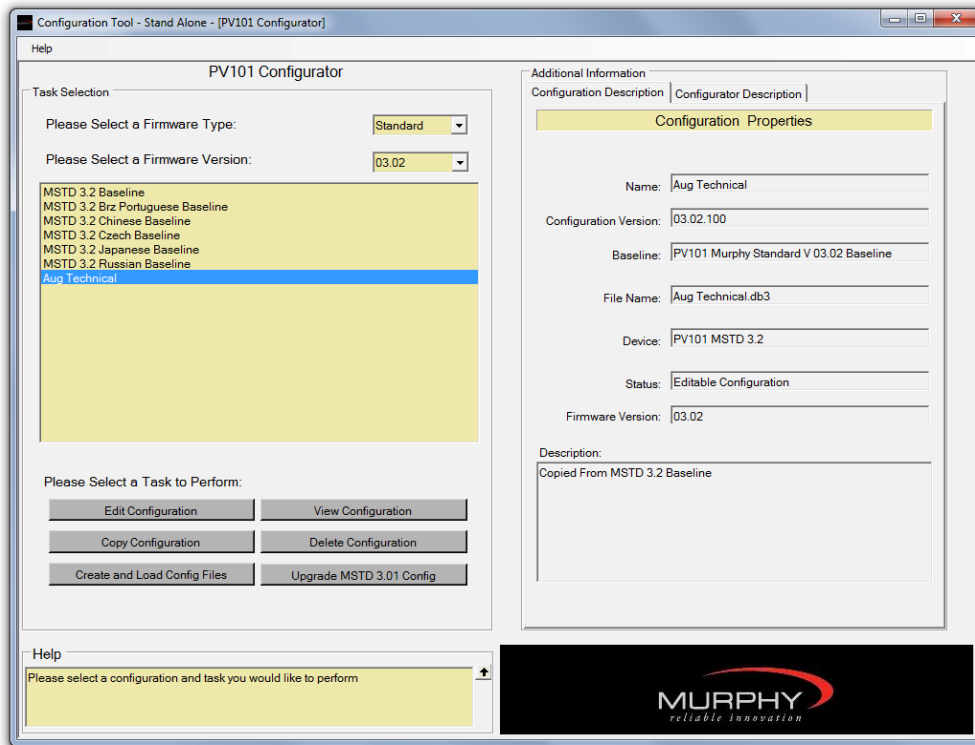 Configuration Tool - Stand Alone - [PV101 Configurator]
Help
PV101 Configurator
Task Selection
Please Select a Firmware Type:
Standard
Please Select a Firmware Version:
03.02
MSTD 3.2 Baseline
MSTD 3.2 Brz Portuguese Baseline
MSTD 3.2 Chinese Baseline
MSTD 3.2 Czech Baseline
MSTD 3.2 Japanese Baseline
MSTD 3.2 Russian Baseline
Aug Technical
Please Select a Task to Perform:
Edit Configuration
View Configuration
Copy Configuration
Delete Configuration
Create and Load Config Files
Upgrade MSTD 3.01 Config
Additional Information
Configuration Description
Configurator Description
Configuration Properties
Name: Aug Technical
Configuration Version: 03.02.100
Baseline: PV101 Murphy Standard V 03.02 Baseline
File Name: Aug Technical.db3
Device: PV101 MSTD 3.2
Status: Editable Configuration
Firmware Version: 03.02
Description:
Copied From MSTD 3.2 Baseline
Help
Please select a configuration and task you would like to perform
MURPHY
reliable innovation